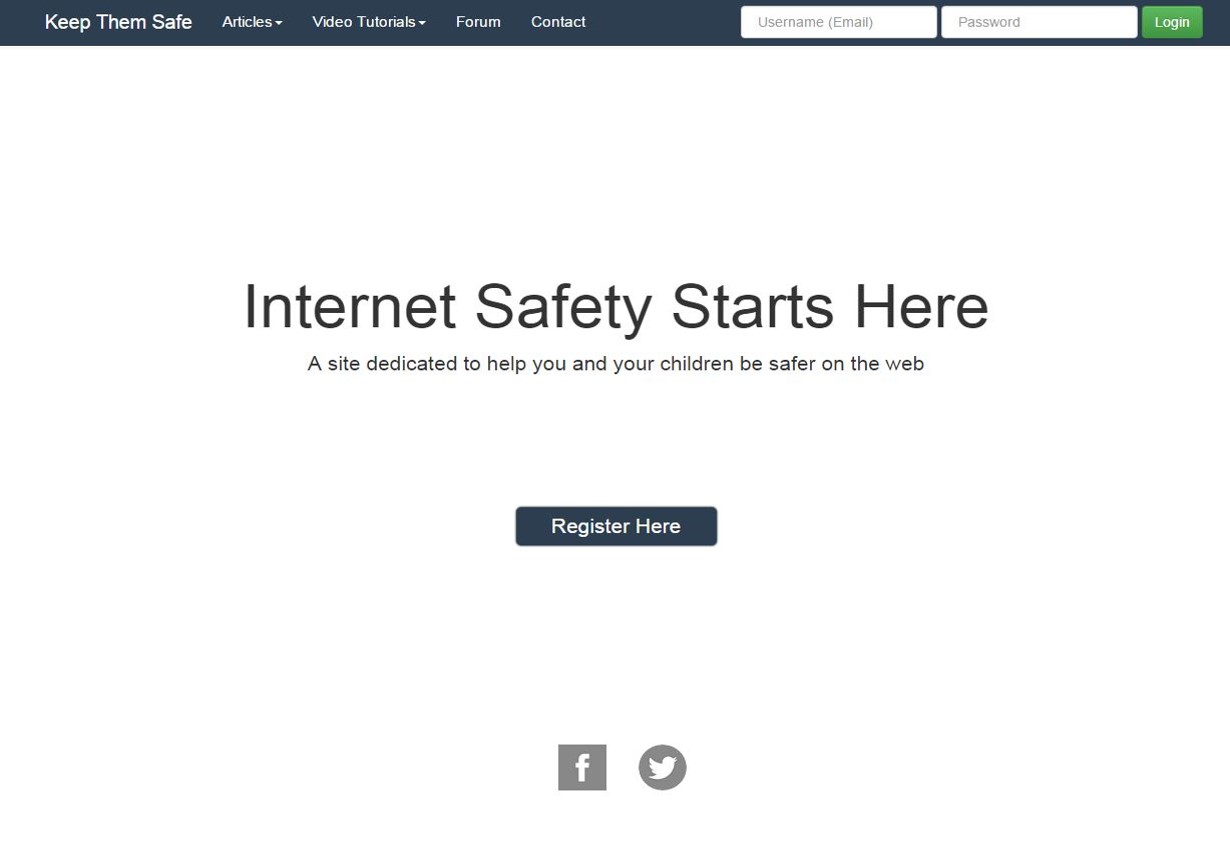 Keep Them Safe Articles Video Tutorials Forum Contact Username (Email) Password Login
Internet Safety Starts Here
A site dedicated to help you and your children be safer on the web
Register Here